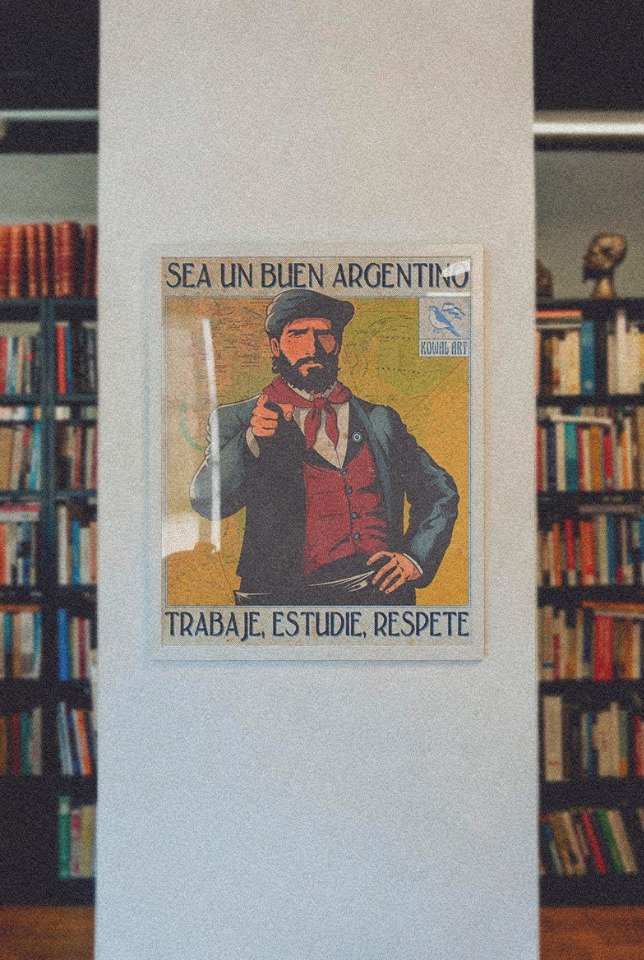 SEA UN BUEN ARGENTINO
KOWAL ART
TRABAJE, ESTUDIE, RESPETE